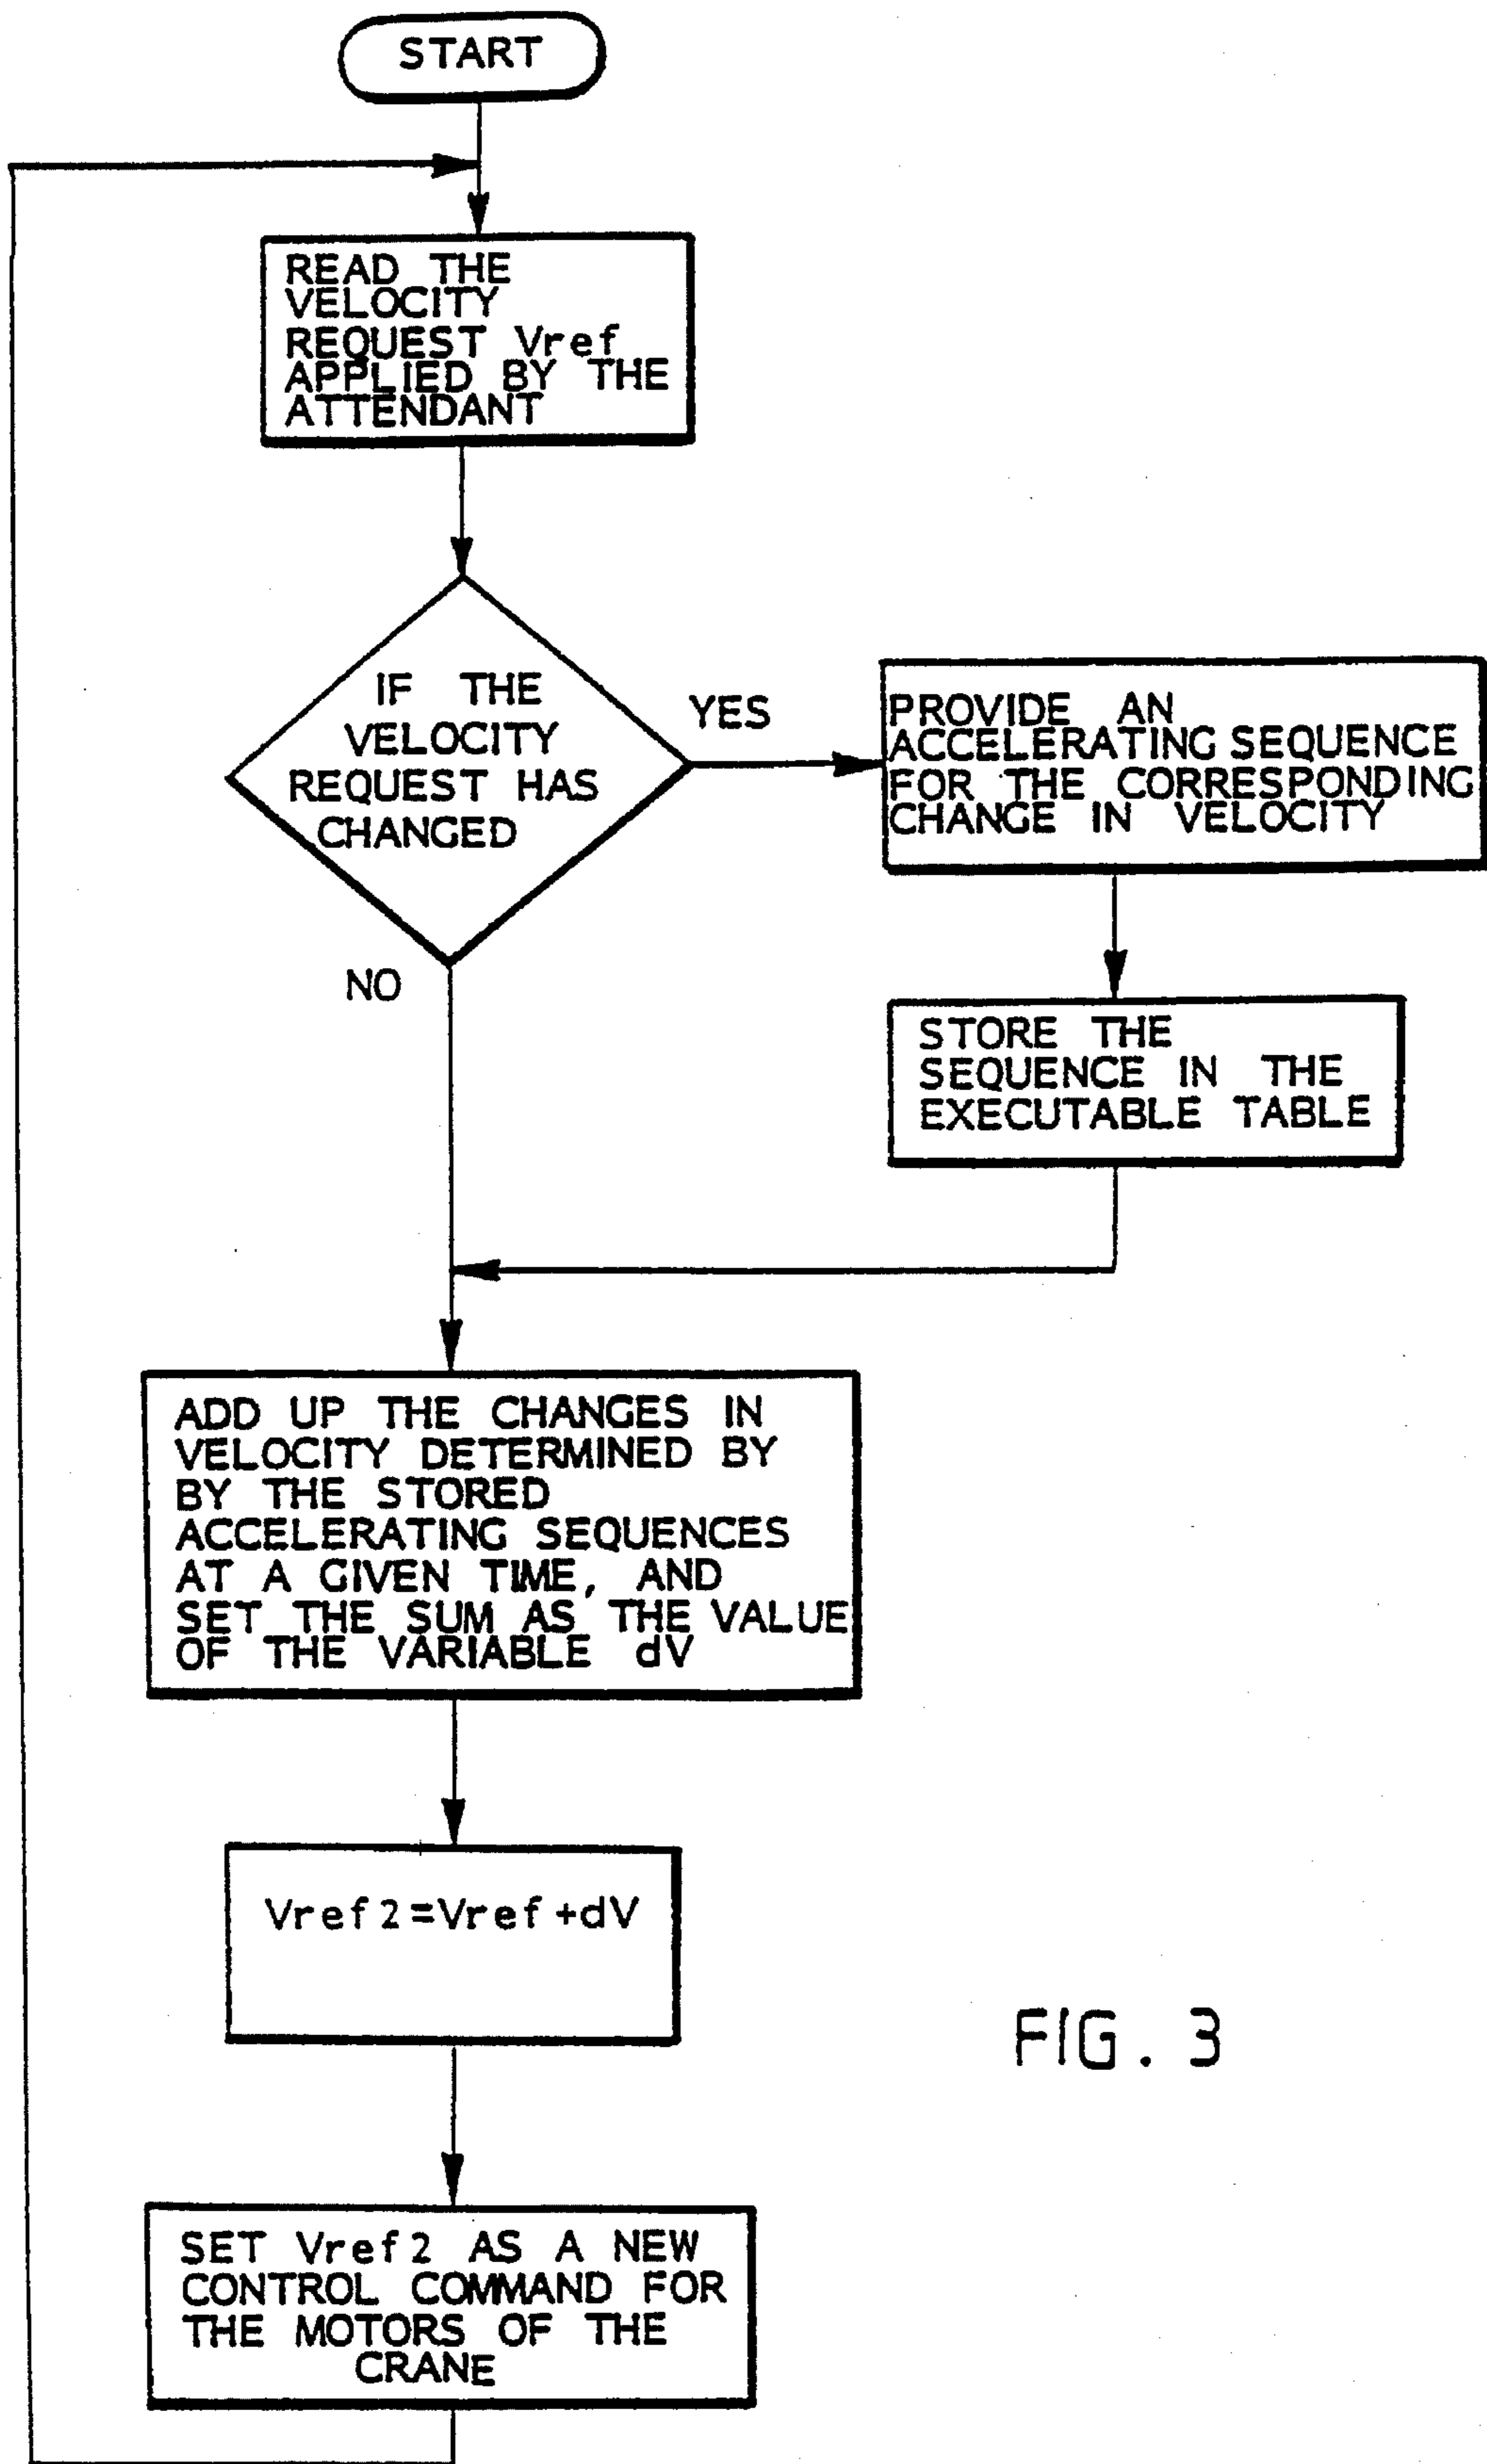 START
READ THE
VELOCITY
REQUEST Vref
APPLIED BY THE
ATTENDANT
IF THE
VELOCITY
REQUEST HAS
CHANGED
YES
PROVIDE AN
ACCELERATING SEQUENCE
FOR THE CORRESPONDING
CHANGE IN VELOCITY
NO
STORE THE
SEQUENCE IN THE
EXECUTABLE TABLE
ADD UP THE CHANGES IN
VELOCITY DETERMINED BY
BY THE STORED
ACCELERATING SEQUENCES
AT A GIVEN TIME, AND
SET THE SUM AS THE VALUE
OF THE VARIABLE dV
Vref2=Vref+dV
FIG. 3
SET Vref2 AS A NEW
CONTROL COMMAND FOR
THE MOTORS OF THE
CRANE